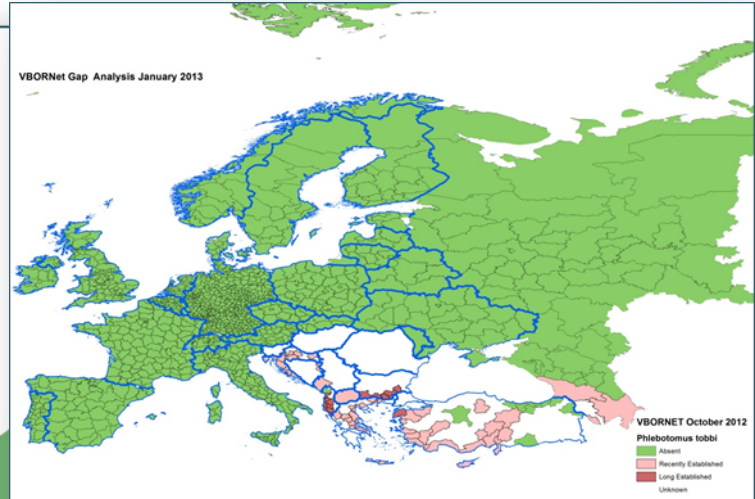 VBORNet Gap Analysis January 2013
VBORNET October 2012
Phlebotomus tobbi
Absent
Recently Established
Long Established
Unknown